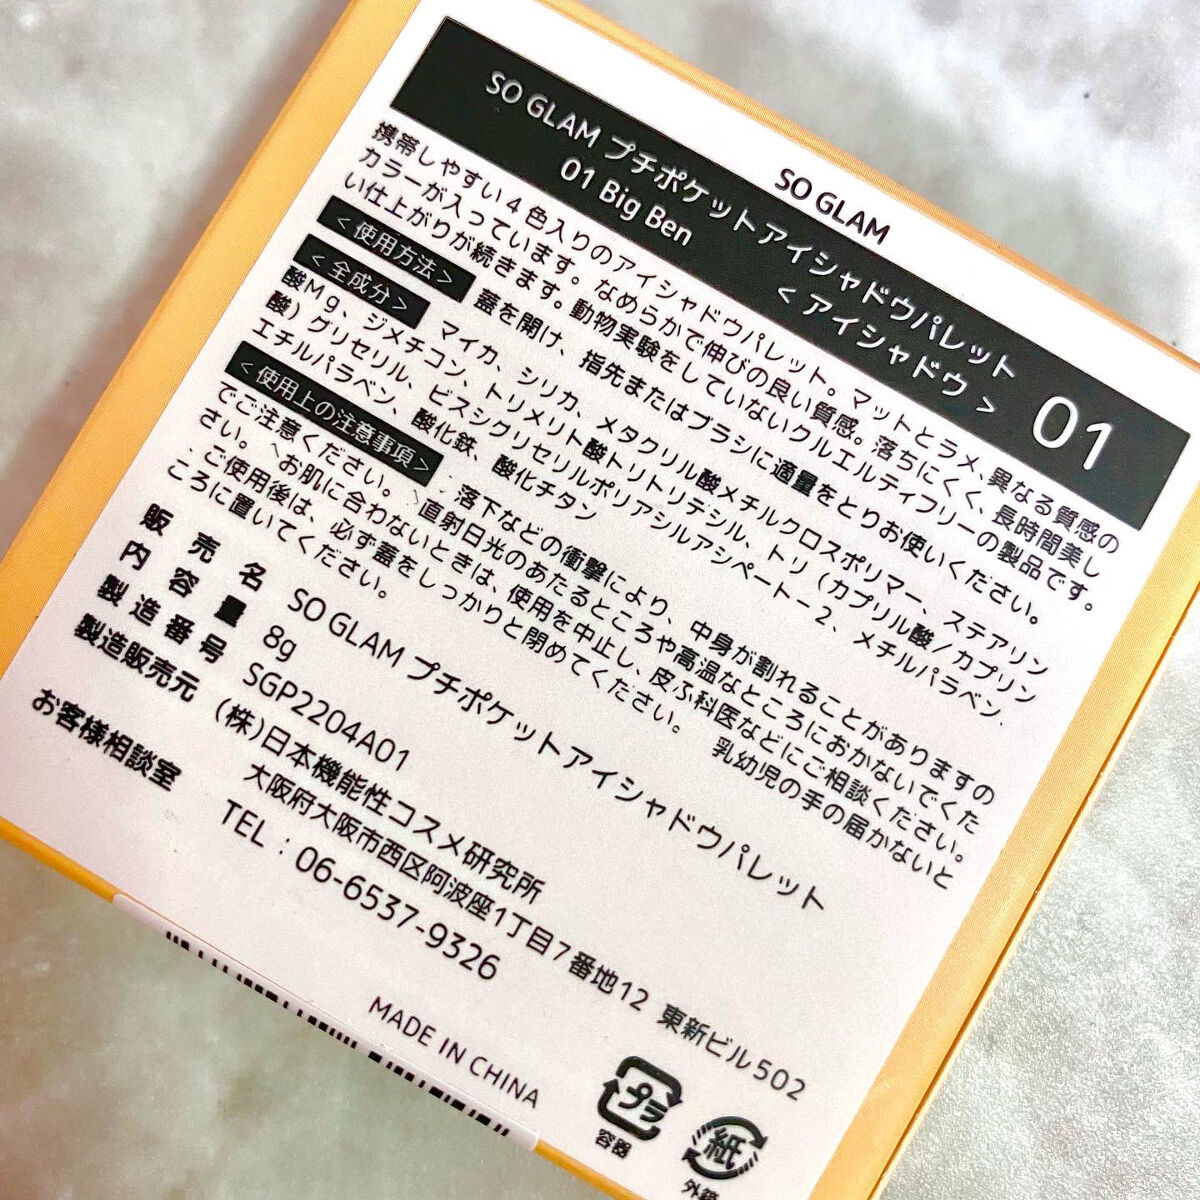 SO GLAM
SO GLAM プチポケットアイシャドウパレット
01 Big Ben
<アイシャドウ>
01
携帯しやすい4色入りのアイシャドウパレット。マットとラメ、異なる質感の
カラーが入っています。なめらかで伸びの良い質感。落ちにくく、長時間美し
い仕上がりが続きます。動物実験をしていないクルエルティフリーの製品です。
<使用方法> 蓋を開け、指先またはブラシに適量をとりお使いください。
<全成分> マイカ、シリカ、メタクリル酸メチルクロスポリマー、ステアリン
酸Mg、ジメチコン、トリメリト酸トリトリデシル、トリ(カプリル酸/カプリン
酸)グリセリル、ビスジグリセリルポリアシルアジペート-2、メチルパラベン、
エチルパラベン、酸化鉄、酸化チタン
<使用上の注意事項> ・落下などの衝撃により、中身が割れることがありますの
でご注意ください。・直射日光のあたるところや高温なところにおかないでくだ
さい。・お肌に合わないときは、使用を中止し、皮ふ科医などにご相談ください。
・ご使用後は、必ず蓋をしっかりと閉めてください。・乳幼児の手の届かないと
ころに置いてください。
販売名 SO GLAM プチポケットアイシャドウパレット
内容量 8g
製造番号 SGP2204A01
製造販売元 (株)日本機能性コスメ研究所
大阪府大阪市西区阿波座1丁目7番地12 東新ビル502
お客様相談室 TEL:06-6537-9326
MADE IN CHINA
プラ
容器
紙
外箱